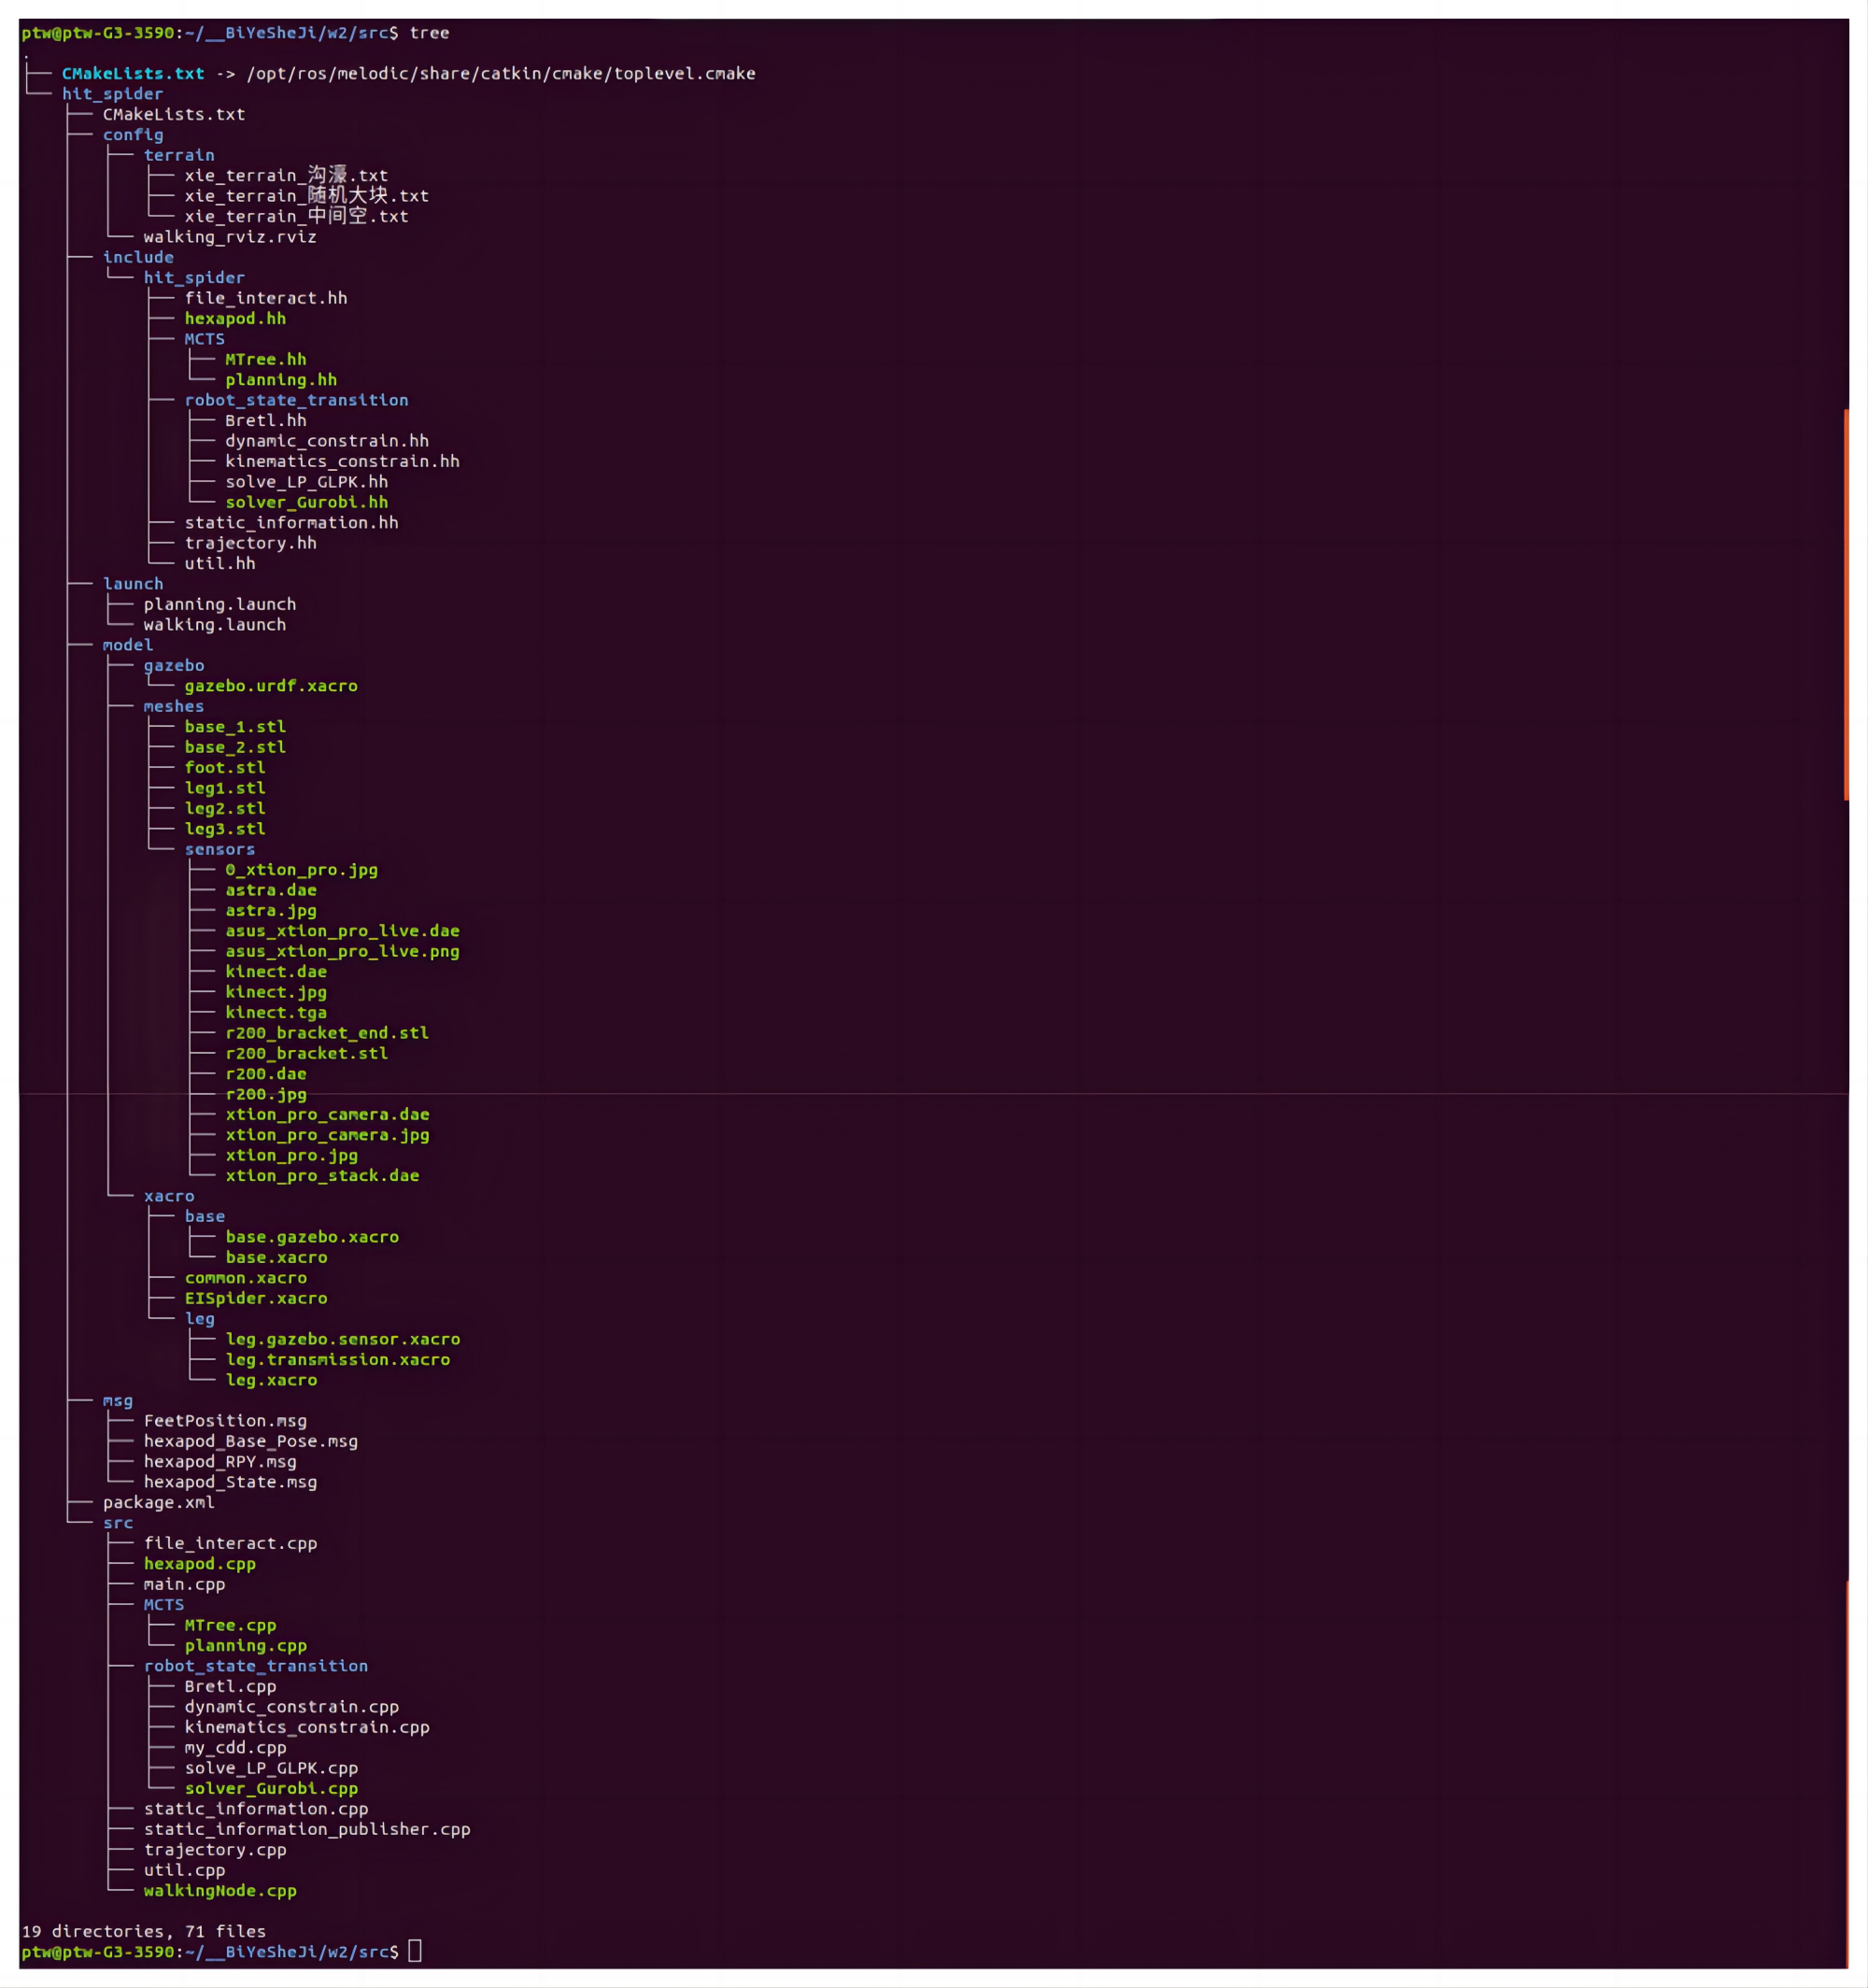 ptw@ptw-G3-3590:~/__BiYeSheJi/w2/src$ tree
.
├── CMakeLists.txt -> /opt/ros/melodic/share/catkin/cmake/toplevel.cmake
└── hit_spider
    ├── CMakeLists.txt
    ├── config
    │   ├── terrain
    │   │   ├── xie_terrain_沟濠.txt
    │   │   ├── xie_terrain_随机大块.txt
    │   │   └── xie_terrain_中间空.txt
    │   └── walking_rviz.rviz
    ├── include
    │   └── hit_spider
    │       ├── file_interact.hh
    │       ├── hexapod.hh
    │       ├── MCTS
    │       │   ├── MTree.hh
    │       │   └── planning.hh
    │       ├── robot_state_transition
    │       │   ├── Bretl.hh
    │       │   ├── dynamic_constrain.hh
    │       │   ├── kinematics_constrain.hh
    │       │   ├── solve_LP_GLPK.hh
    │       │   └── solver_Gurobi.hh
    │       ├── static_information.hh
    │       ├── trajectory.hh
    │       └── util.hh
    ├── launch
    │   ├── planning.launch
    │   └── walking.launch
    ├── model
    │   ├── gazebo
    │   │   └── gazebo.urdf.xacro
    │   ├── meshes
    │   │   ├── base_1.stl
    │   │   ├── base_2.stl
    │   │   ├── foot.stl
    │   │   ├── leg1.stl
    │   │   ├── leg2.stl
    │   │   ├── leg3.stl
    │   │   └── sensors
    │   │       ├── 0_xtion_pro.jpg
    │   │       ├── astra.dae
    │   │       ├── astra.jpg
    │   │       ├── asus_xtion_pro_live.dae
    │   │       ├── asus_xtion_pro_live.png
    │   │       ├── kinect.dae
    │   │       ├── kinect.jpg
    │   │       ├── kinect.tga
    │   │       ├── r200_bracket_end.stl
    │   │       ├── r200_bracket.stl
    │   │       ├── r200.dae
    │   │       ├── r200.jpg
    │   │       ├── xtion_pro_camera.dae
    │   │       ├── xtion_pro_camera.jpg
    │   │       ├── xtion_pro.jpg
    │   │       └── xtion_pro_stack.dae
    │   └── xacro
    │       ├── base
    │       │   ├── base.gazebo.xacro
    │       │   └── base.xacro
    │       ├── common.xacro
    │       ├── EISpider.xacro
    │       └── leg
    │           ├── leg.gazebo.sensor.xacro
    │           ├── leg.transmission.xacro
    │           └── leg.xacro
    ├── msg
    │   ├── FeetPosition.msg
    │   ├── hexapod_Base_Pose.msg
    │   ├── hexapod_RPY.msg
    │   └── hexapod_State.msg
    ├── package.xml
    └── src
        ├── file_interact.cpp
        ├── hexapod.cpp
        ├── main.cpp
        ├── MCTS
        │   ├── MTree.cpp
        │   └── planning.cpp
        ├── robot_state_transition
        │   ├── Bretl.cpp
        │   ├── dynamic_constrain.cpp
        │   ├── kinematics_constrain.cpp
        │   ├── my_cdd.cpp
        │   ├── solve_LP_GLPK.cpp
        │   └── solver_Gurobi.cpp
        ├── static_information.cpp
        ├── static_information_publisher.cpp
        ├── trajectory.cpp
        ├── util.cpp
        └── walkingNode.cpp

19 directories, 71 files
ptw@ptw-G3-3590:~/__BiYeSheJi/w2/src$